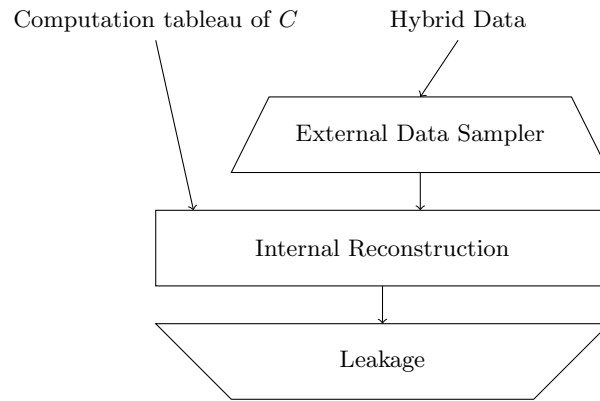 Computation tableau of C
Hybrid Data
External Data Sampler
Internal Reconstruction
Leakage